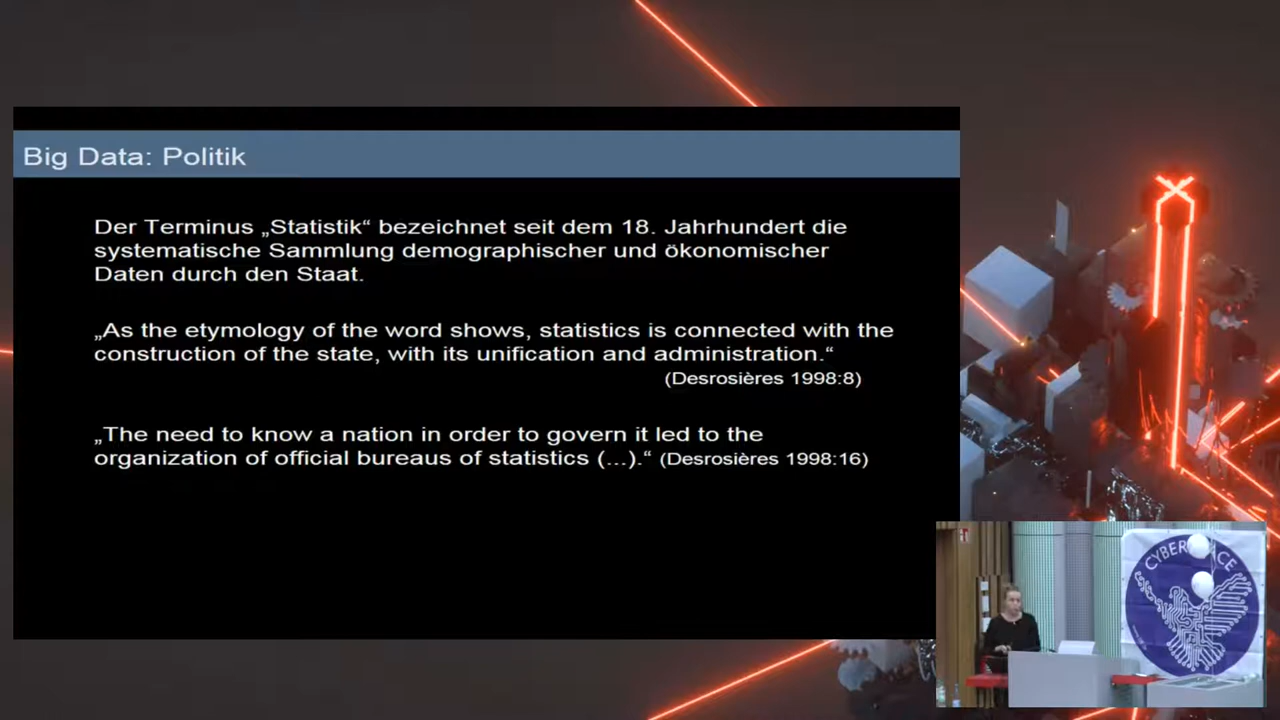 Big Data: Politik
Der Terminus „Statistik“ bezeichnet seit dem 18. Jahrhundert die
systematische Sammlung demographischer und ökonomischer
Daten durch den Staat.
„As the etymology of the word shows, statistics is connected with the
construction of the state, with its unification and administration.“
(Desrosières 1998:8)
„The need to know a nation in order to govern it led to the
organization of official bureaus of statistics (...).“ (Desrosières 1998:16)